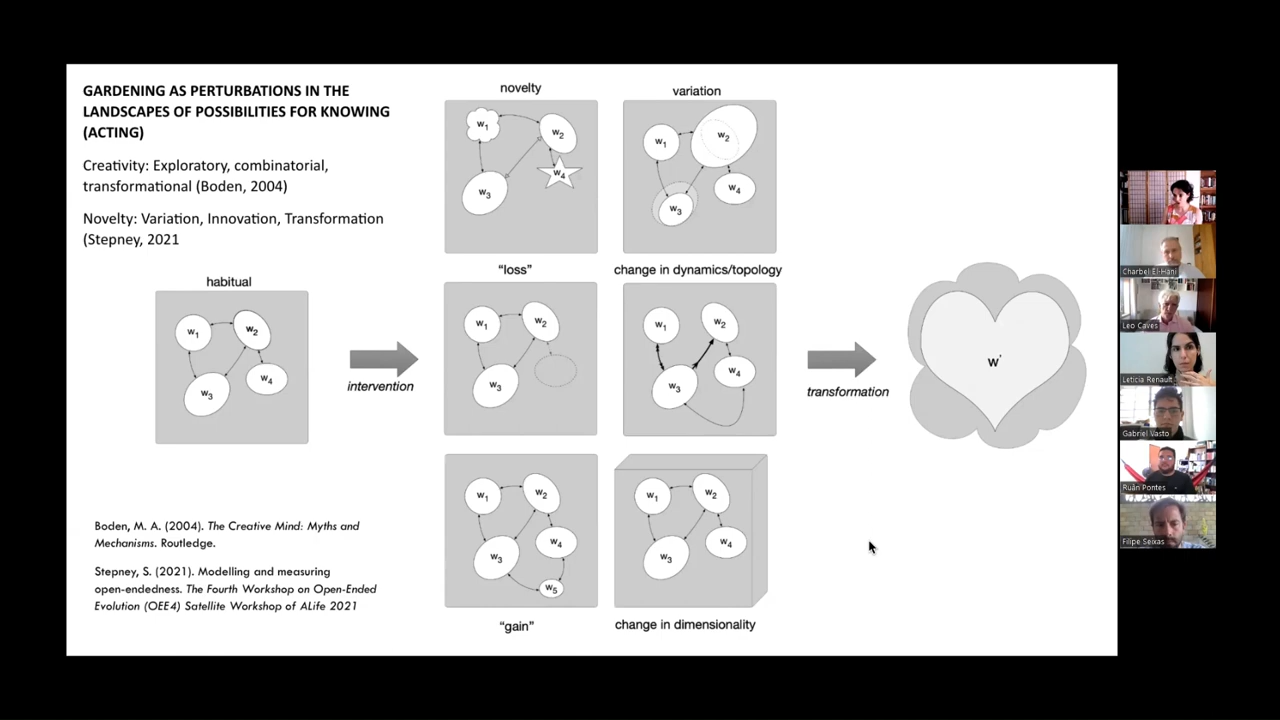 GARDENING AS PERTURBATIONS IN THE
LANDSCAPES OF POSSIBILITIES FOR KNOWING
(ACTING)
Creativity: Exploratory, combinatorial,
transformational (Boden, 2004)
Novelty: Variation, Innovation, Transformation
(Stepney, 2021
habitual
w1
w2
w3
w4
intervention
novelty
w1
w2
w3
w4
variation
w1
w2
w3
w4
“loss”
w1
w2
w3
change in dynamics/topology
w1
w2
w3
w4
w1
w2
w3
w4
w5
“gain”
w1
w2
w3
w4
change in dimensionality
transformation
w'
Boden, M. A. (2004). The Creative Mind: Myths and
Mechanisms. Routledge.
Stepney, S. (2021). Modelling and measuring
open-endedness. The Fourth Workshop on Open-Ended
Evolution (OEE4) Satellite Workshop of ALife 2021
Charbel El-Hani
Leo Caves
Leticia Renault
Gabriel Vasto
Ruân Pontes
Filipe Seixas